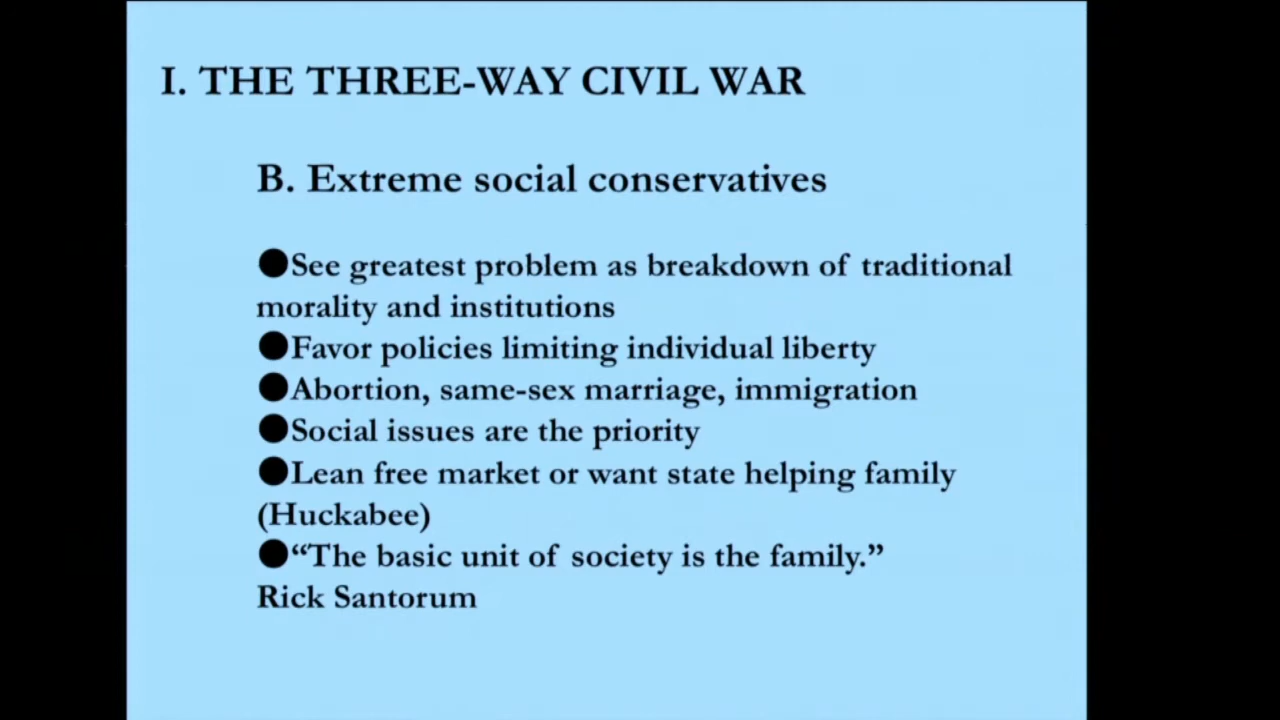 I. THE THREE-WAY CIVIL WAR
B. Extreme social conservatives
●See greatest problem as breakdown of traditional
morality and institutions
●Favor policies limiting individual liberty
●Abortion, same-sex marriage, immigration
●Social issues are the priority
●Lean free market or want state helping family
(Huckabee)
●“The basic unit of society is the family.”
Rick Santorum